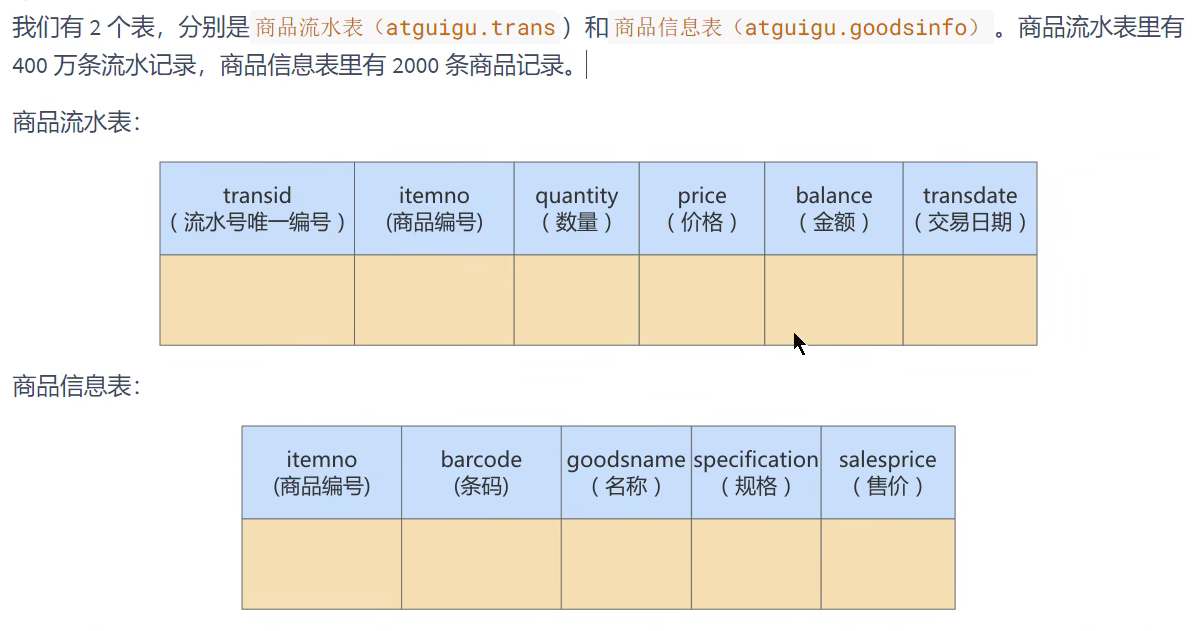 我们有 2 个表，分别是 商品流水表（atguigu.trans ）和 商品信息表（atguigu.goodsinfo） 。商品流水表里有
400 万条流水记录，商品信息表里有 2000 条商品记录。
商品流水表：
transid itemno quantity price balance transdate
（流水号唯一编号） (商品编号) （数量） （价格） （金额） （交易日期）
商品信息表：
itemno barcode goodsname specification salesprice
(商品编号) (条码) （名称） （规格） （售价）